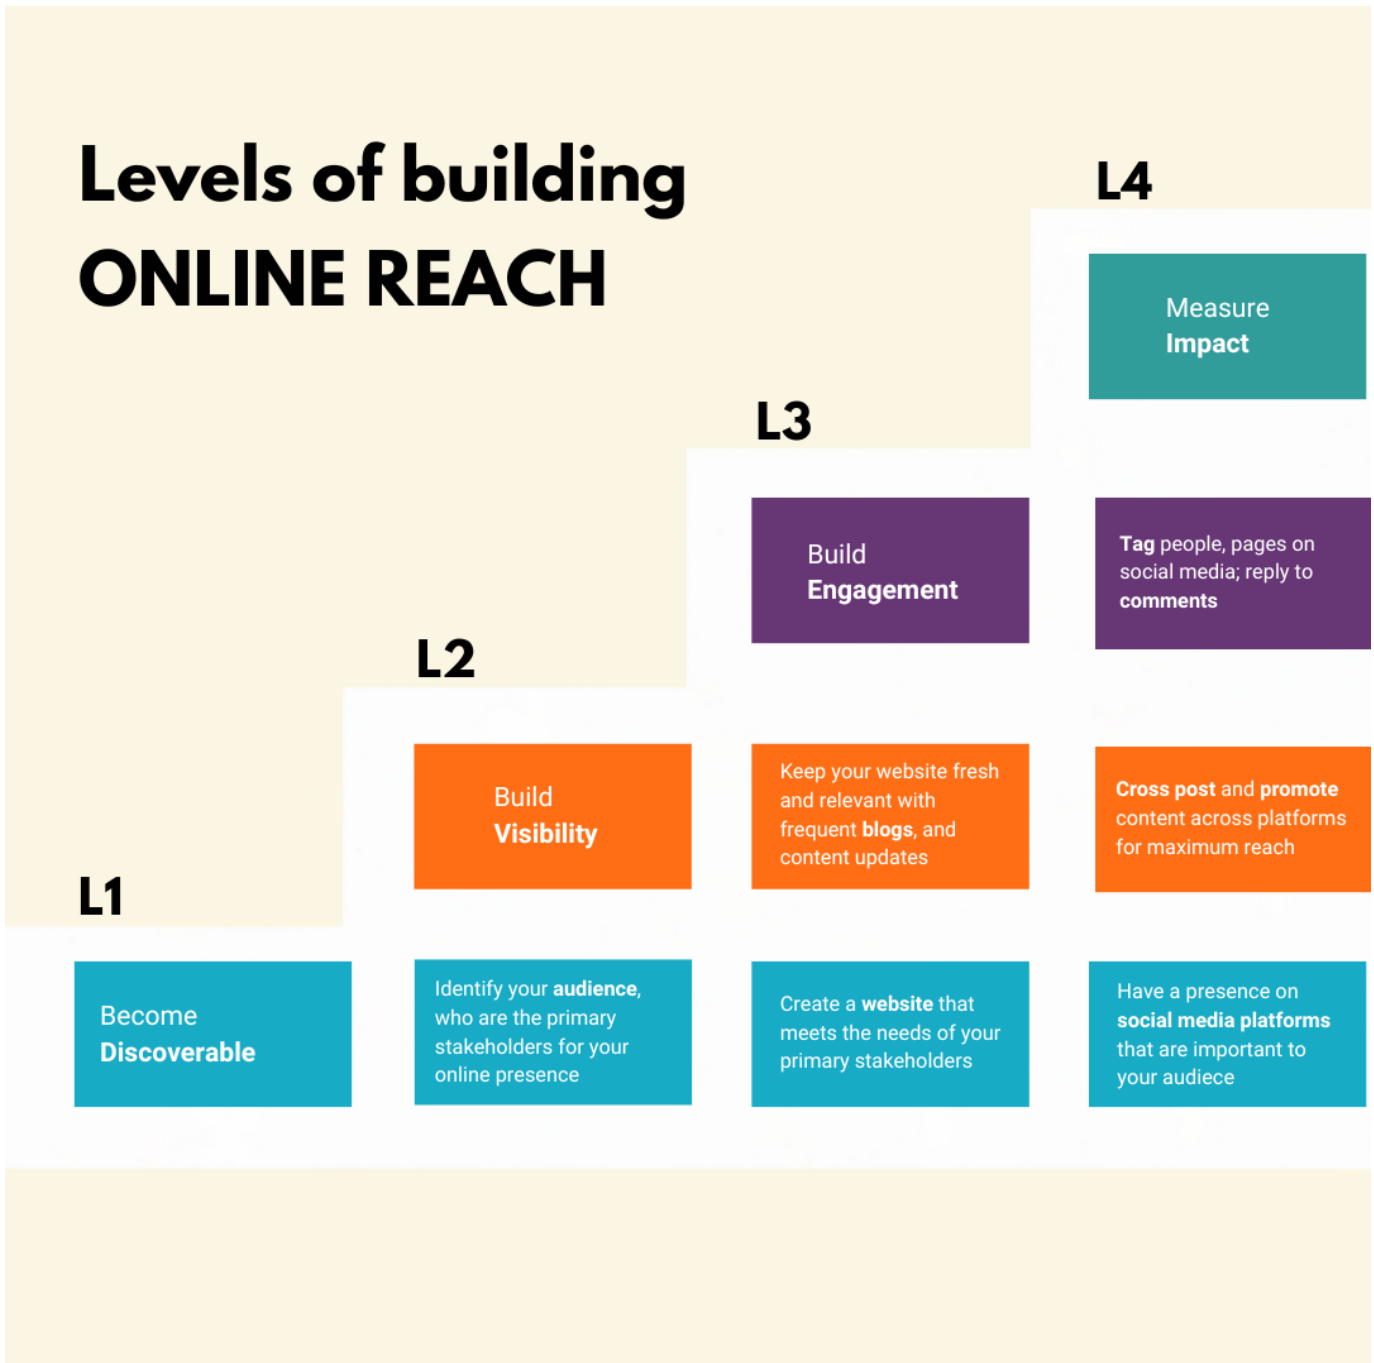 Levels of building
ONLINE REACH
L4
Measure
Impact
L3
Build
Engagement
Tag people, pages on
social media; reply to
comments
L2
Build
Visibility
Keep your website fresh
and relevant with
frequent blogs, and
content updates
Cross post and promote
content across platforms
for maximum reach
L1
Become
Discoverable
Identify your audience,
who are the primary
stakeholders for your
online presence
Create a website that
meets the needs of your
primary stakeholders
Have a presence on
social media platforms
that are important to
your audiece